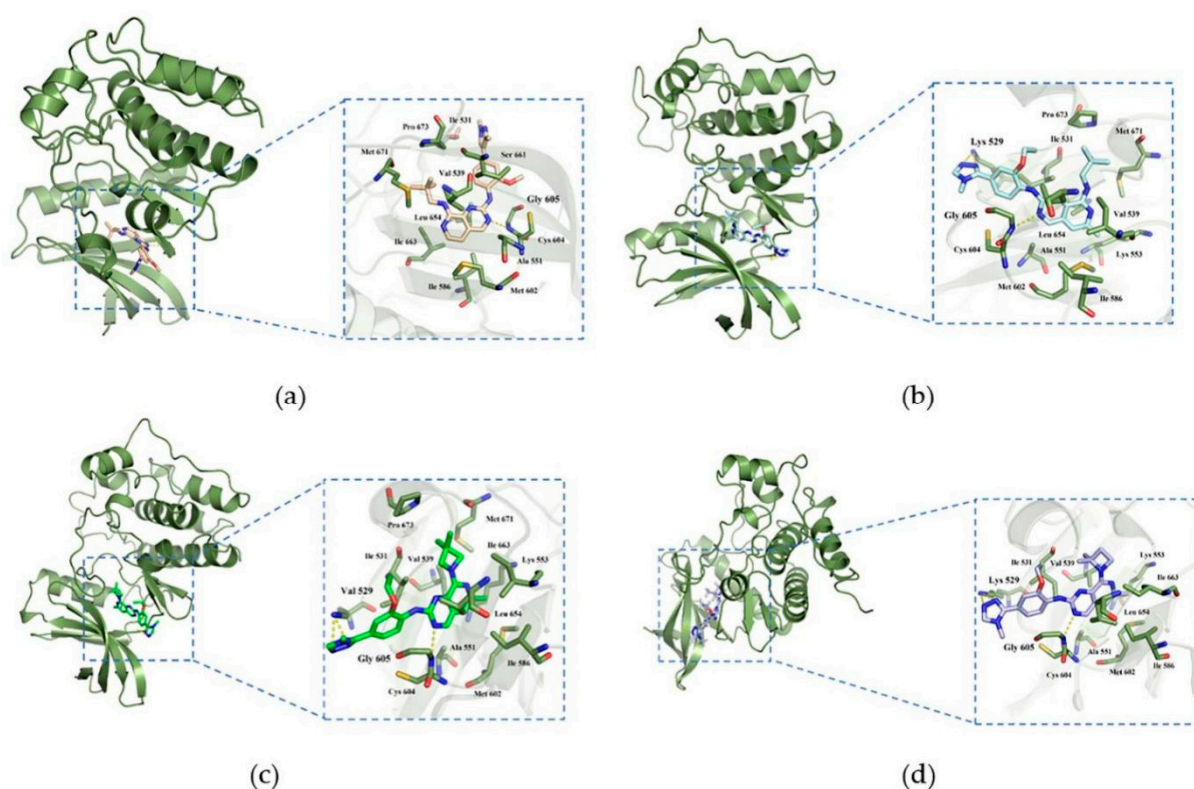 Ile 531
Pro 673
Ser 661
Met 671
Val 539
Gly 605
Leu 654
Cys 604
Ile 663
Ala 551
Ile 586
Met 602
(a)
Pro 673
Met 671
Lys 529
Ile 531
Gly 605
Val 539
Leu 654
Cys 604
Ala 551
Lys 553
Met 602
Ile 586
(b)
Pro 673
Met 671
Ile 531
Val 539
Ile 663
Lys 553
Val 529
Leu 654
Gly 605
Ala 551
Ile 586
Cys 604
Met 602
(c)
Ile 531
Val 539
Lys 553
Lys 529
Ile 663
Leu 654
Gly 605
Ala 551
Cys 604
Met 602
Ile 586
(d)